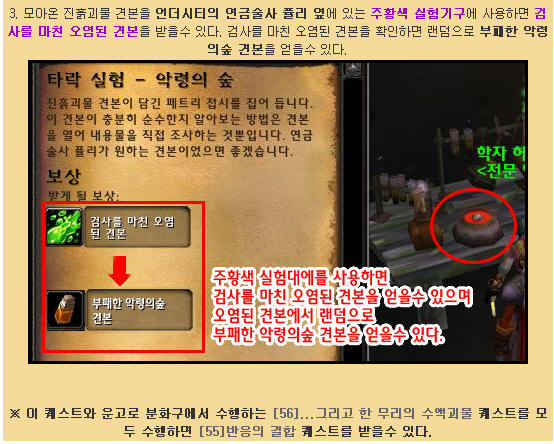 3. 모아온 진흙괴물 견본을 언더시티의 연금술사 풀리 옆에 있는 주황색 실험기구에 사용하면 검
사를 마친 오염된 견본을 받을수 있다. 검사를 마친 오염된 견본을 확인하면 랜덤으로 부패한 악령
의숲 견본을 얻을수 있다.
타락 실험 - 악령의 숲
진흙괴물 견본이 담긴 페트리 접시를 집어 듭니다.
이 견본이 충분히 순수한지 알아보는 방법은 견본
을 열어 내용물을 직접 조사하는 것뿐입니다. 연금
술사 풀리가 원하는 견본이었으면 좋겠습니다.
보상
받게 될 보상:
검사를 마친 오염
된 견본
부패한 악령의숲
견본
학자 허
<전문
주황색 실험대에를 사용하면
검사를 마친 오염된 견본을 얻을수 있으며
오염된 견본에서 랜덤으로
부패한 악령의숲 견본을 얻을수 있다.
※ 이 퀘스트와 운고로 분화구에서 수행하는 [56]...그리고 한 무리의 수액괴물 퀘스트를 모
두 수행하면 [55]반응의 결합 퀘스트를 받을수 있다.